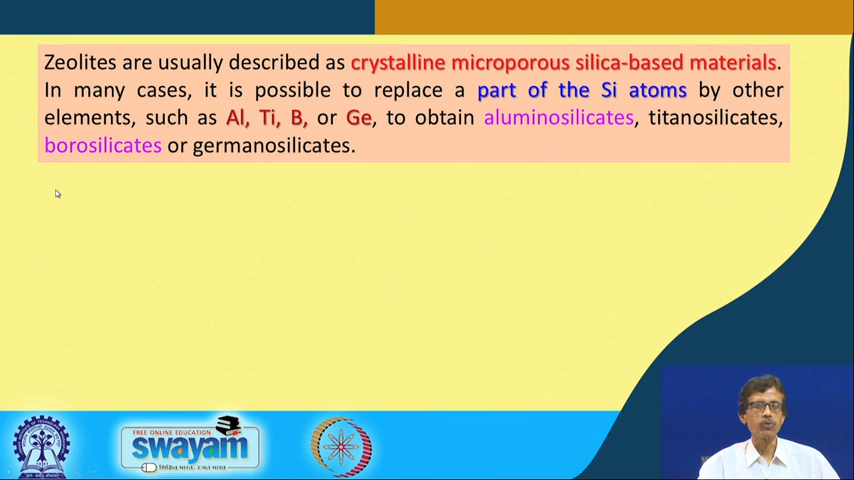 Zeolites are usually described as crystalline microporous silica-based materials.
In many cases, it is possible to replace a part of the Si atoms by other
elements, such as Al, Ti, B, or Ge, to obtain aluminosilicates, titanosilicates,
borosilicates or germanosilicates.
FREE ONLINE EDUCATION
swayam